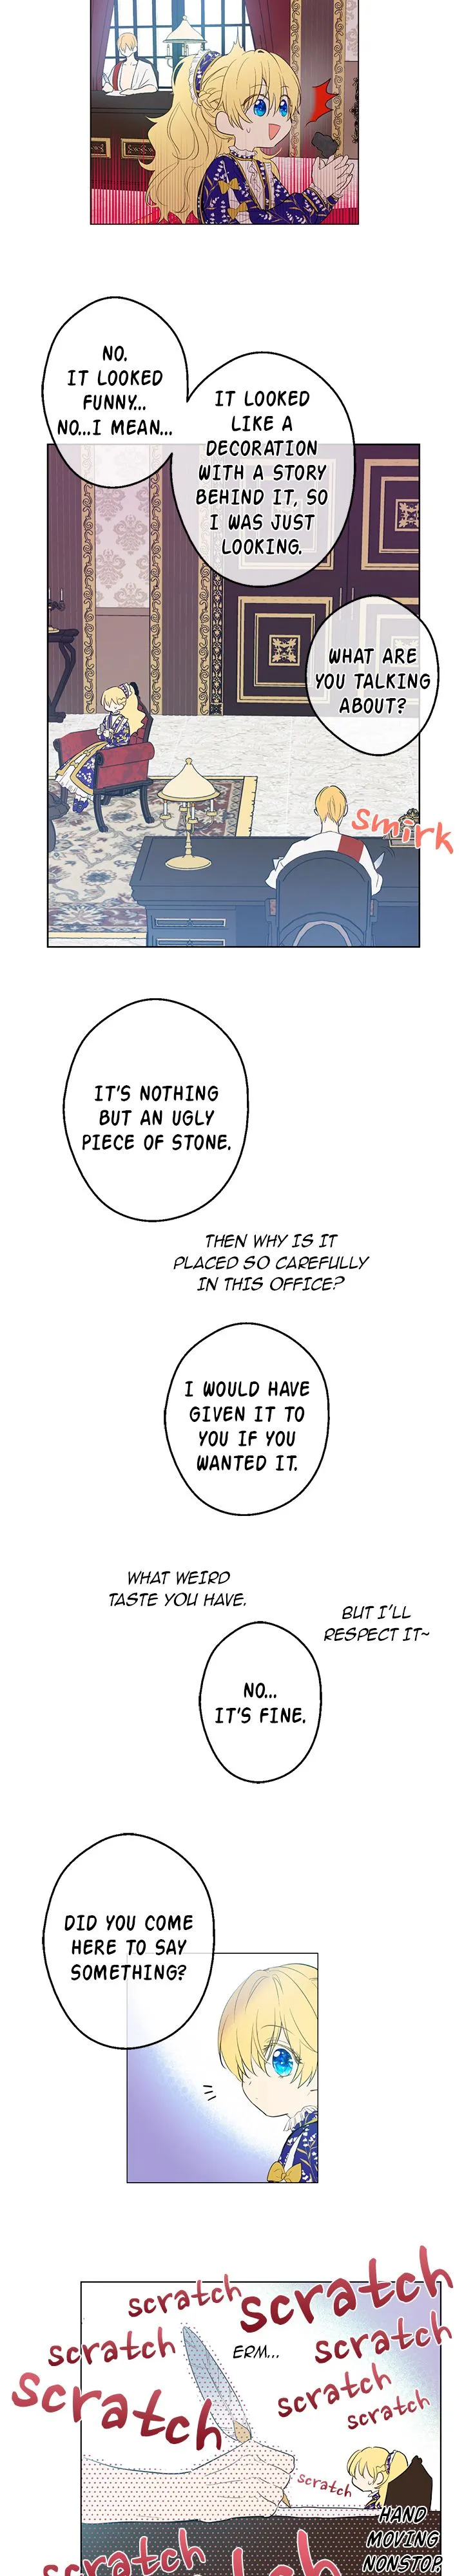 NO.
IT LOOKED
FUNNY...
NO...I MEAN...
IT LOOKED
LIKE A
DECORATION
WITH A STORY
BEHIND IT, SO
I WAS JUST
LOOKING.
WHAT ARE
YOU TALKING
ABOUT?
smirk
IT'S NOTHING
BUT AN UGLY
PIECE OF STONE.
THEN WHY IS IT
PLACED SO CAREFULLY
IN THIS OFFICE?
I WOULD HAVE
GIVEN IT TO
YOU IF YOU
WANTED IT.
WHAT WEIRD
TASTE YOU HAVE.
BUT I'LL
RESPECT IT~
NO...
IT'S FINE.
DID YOU COME
HERE TO SAY
SOMETHING?
scratch
scratch
scratch
ERM...
scratch
scratch
scratch
scratch
scratch
HAND
MOVING
NONSTOP.